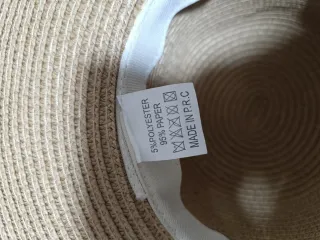 5%POLYESTER
95% PAPER
MADE IN P.R.C